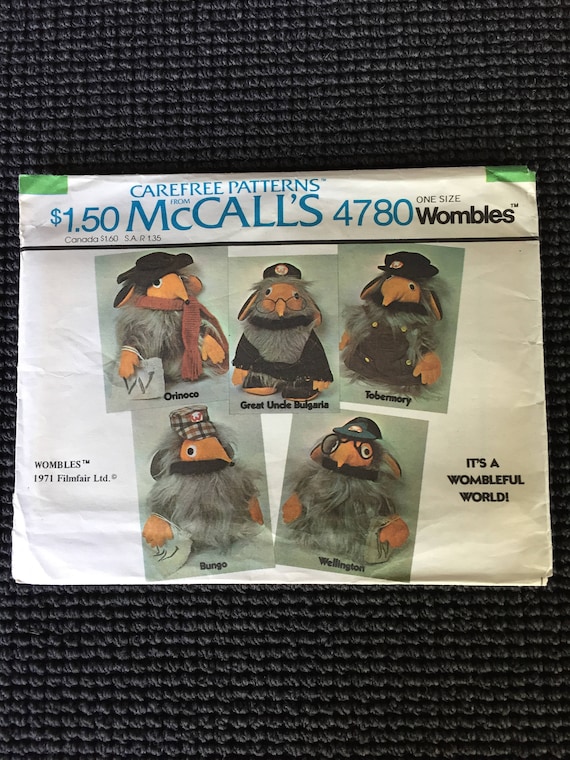 CAREFREE PATTERNS™
FROM
$1.50 McCALL'S 4780 ONE SIZE Wombles™
Canada $1.60 S.A. R 1.35
Orinoco
Great Uncle Bulgaria
Tobermory
WOMBLES™
1971 Filmfair Ltd.©
IT'S A
WOMBLEFUL
WORLD!
Bungo
Wellington
W
W